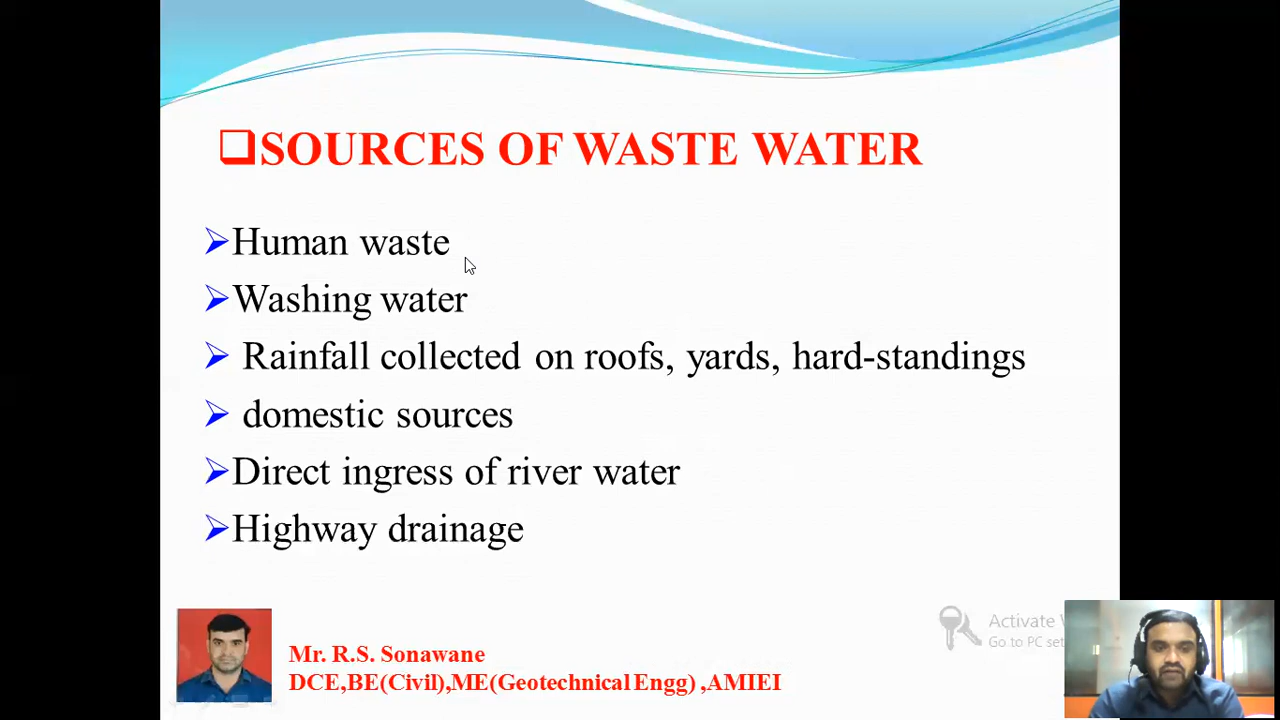 SOURCES OF WASTE WATER
Human waste
Washing water
Rainfall collected on roofs, yards, hard-standings
domestic sources
Direct ingress of river water
Highway drainage
Activate
Go to PC
Mr. R.S. Sonawane
DCE,BE(Civil),ME(Geotechnical Engg) ,AMIEI